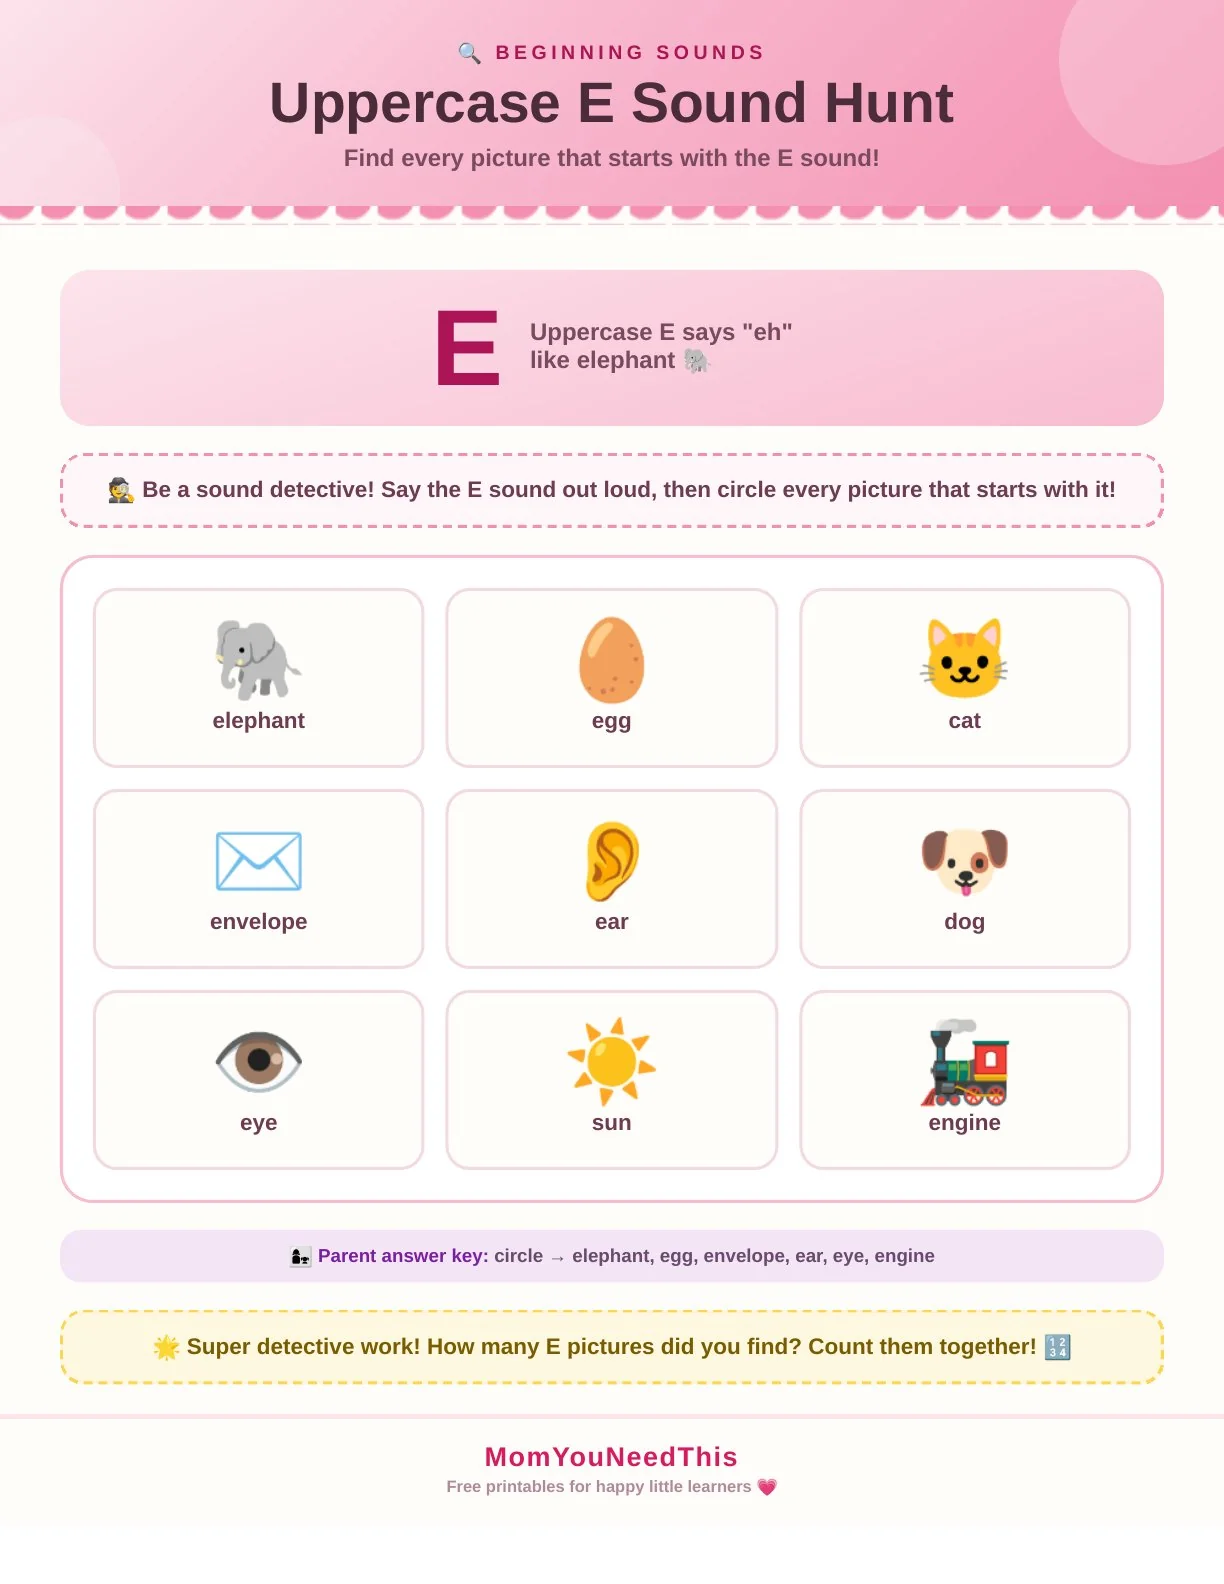 🔍 BEGINNING SOUNDS
Uppercase E Sound Hunt
Find every picture that starts with the E sound!
E
Uppercase E says "eh"
like elephant 🐘
🕵️ Be a sound detective! Say the E sound out loud, then circle every picture that starts with it!
elephant
egg
cat
envelope
ear
dog
eye
sun
engine
👩‍👧 Parent answer key: circle → elephant, egg, envelope, ear, eye, engine
🌟 Super detective work! How many E pictures did you find? Count them together! 🔢
MomYouNeedThis
Free printables for happy little learners 💗